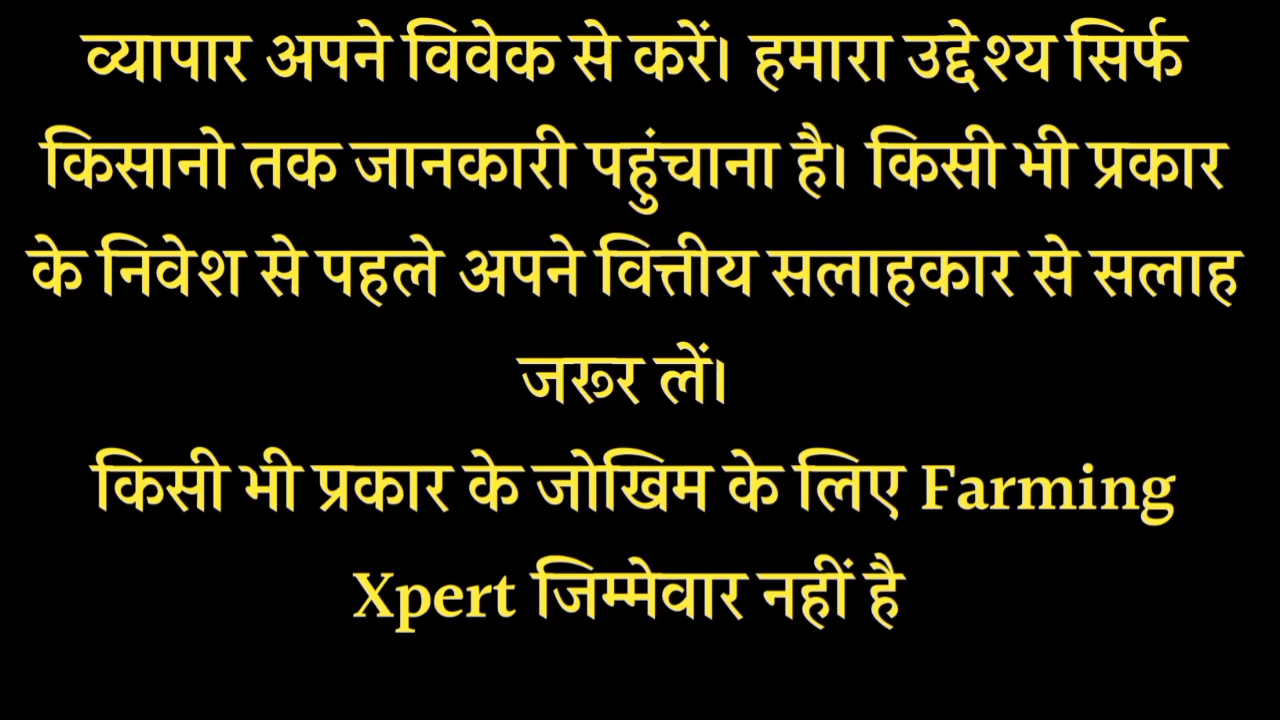 व्यापार अपने विवेक से करें। हमारा उद्देश्य सिर्फ
किसानो तक जानकारी पहुंचाना है। किसी भी प्रकार
के निवेश से पहले अपने वित्तीय सलाहकार से सलाह
जरूर लें।
किसी भी प्रकार के जोखिम के लिए Farming
Xpert जिम्मेवार नहीं है